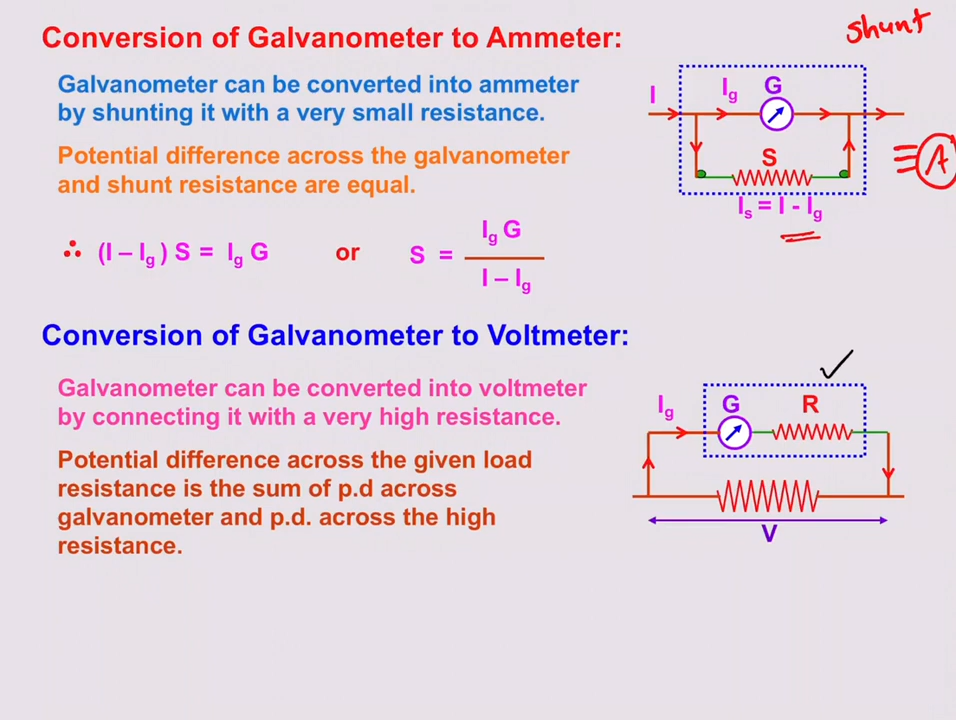 Conversion of Galvanometer to Ammeter:
shunt
Galvanometer can be converted into ammeter
by shunting it with a very small resistance.
Potential difference across the galvanometer
and shunt resistance are equal.
I
Ig
G
S
Is = I - Ig
≡ A
∴ (I – Ig ) S = Ig G or S = Ig G / I – Ig
Conversion of Galvanometer to Voltmeter:
Galvanometer can be converted into voltmeter
by connecting it with a very high resistance.
Potential difference across the given load
resistance is the sum of p.d across
galvanometer and p.d. across the high
resistance.
Ig
G
R
V